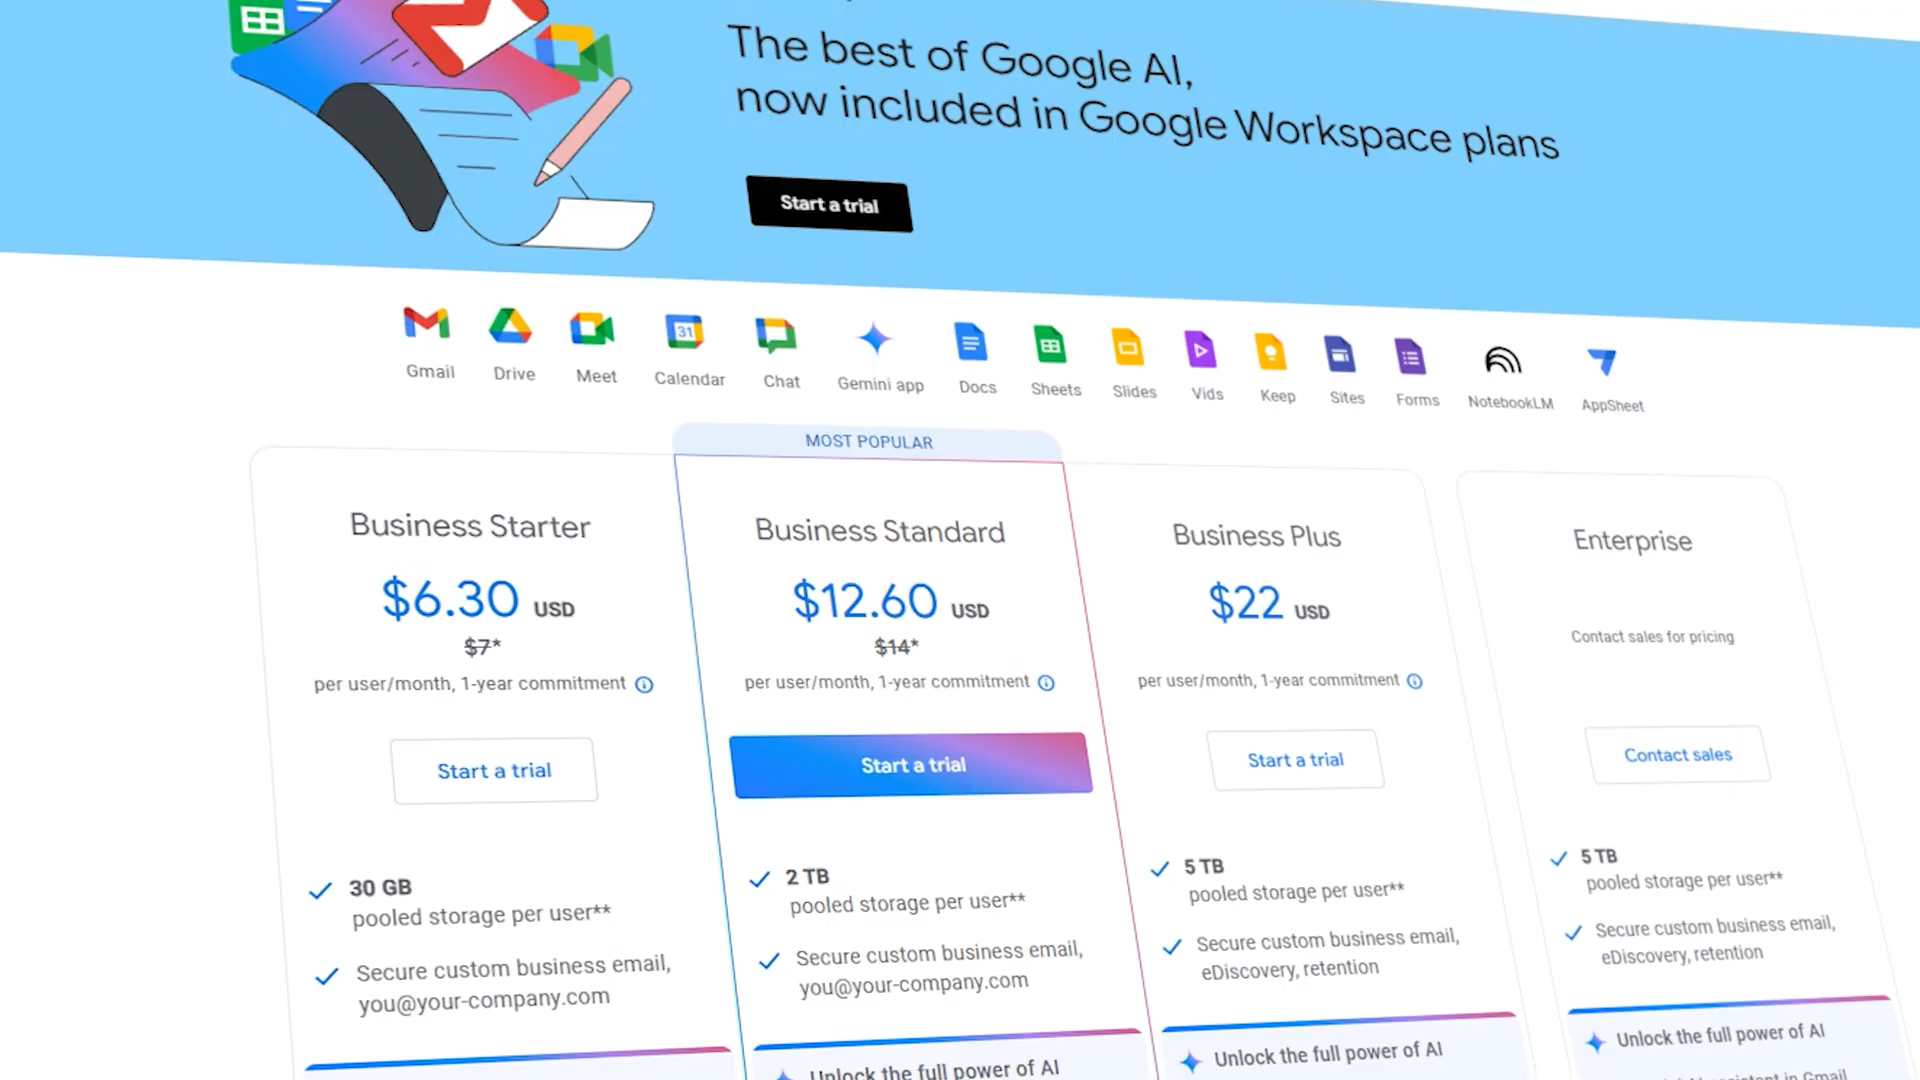 The best of Google AI,
now included in Google Workspace plans
Start a trial
31
Gmail
Drive
Meet
Calendar
Chat
Gemini app
Docs
Sheets
Slides
Vids
Keep
Sites
Forms
NotebookLM
AppSheet
MOST POPULAR
Business Starter
$6.30 USD
$7*
per user/month, 1-year commitment
Start a trial
30 GB
pooled storage per user**
Secure custom business email,
you@your-company.com
Business Standard
$12.60 USD
$14*
per user/month, 1-year commitment
Start a trial
2 TB
pooled storage per user**
Secure custom business email,
you@your-company.com
Unlock the full power of AI
Business Plus
$22 USD
per user/month, 1-year commitment
Start a trial
5 TB
pooled storage per user**
Secure custom business email,
eDiscovery, retention
Unlock the full power of AI
Enterprise
Contact sales for pricing
Contact sales
5 TB
pooled storage per user**
Secure custom business email,
eDiscovery, retention
Unlock the full power of AI
assistant in Gmail